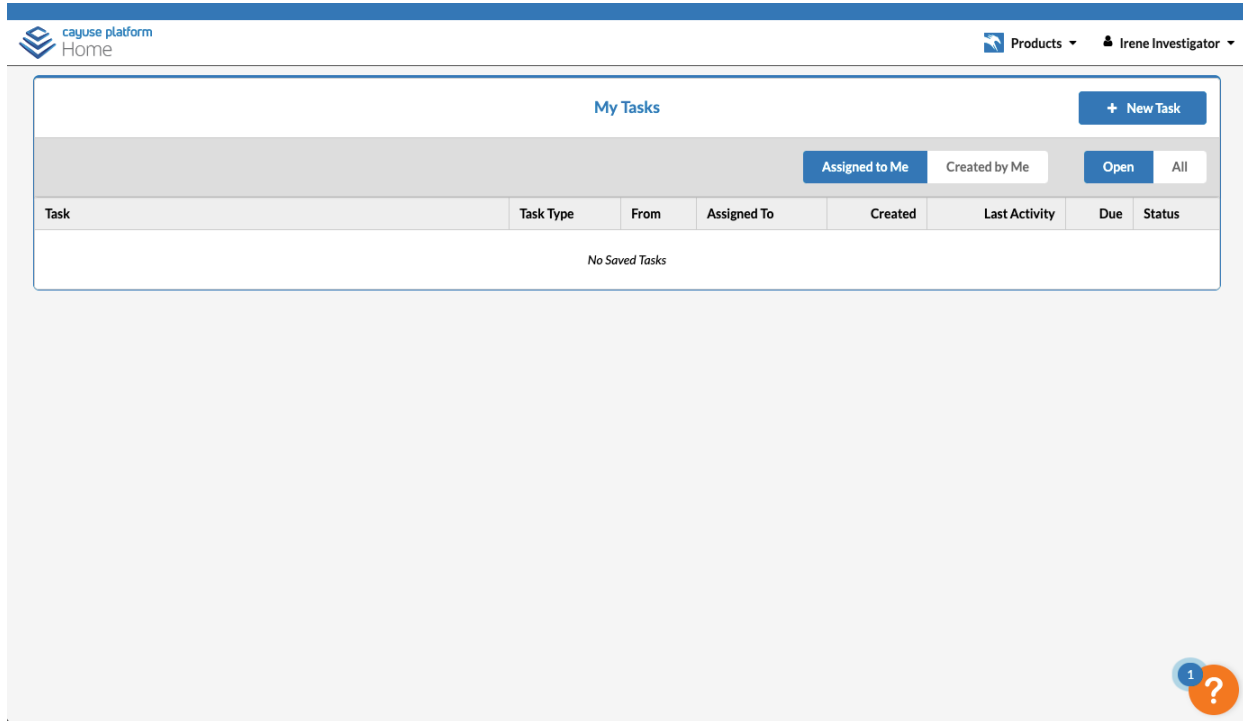 cayuse platform
Home
Products
Irene Investigator
My Tasks
+ New Task
Assigned to Me Created by Me Open All
Task Task Type From Assigned To Created Last Activity Due Status
No Saved Tasks
1
?